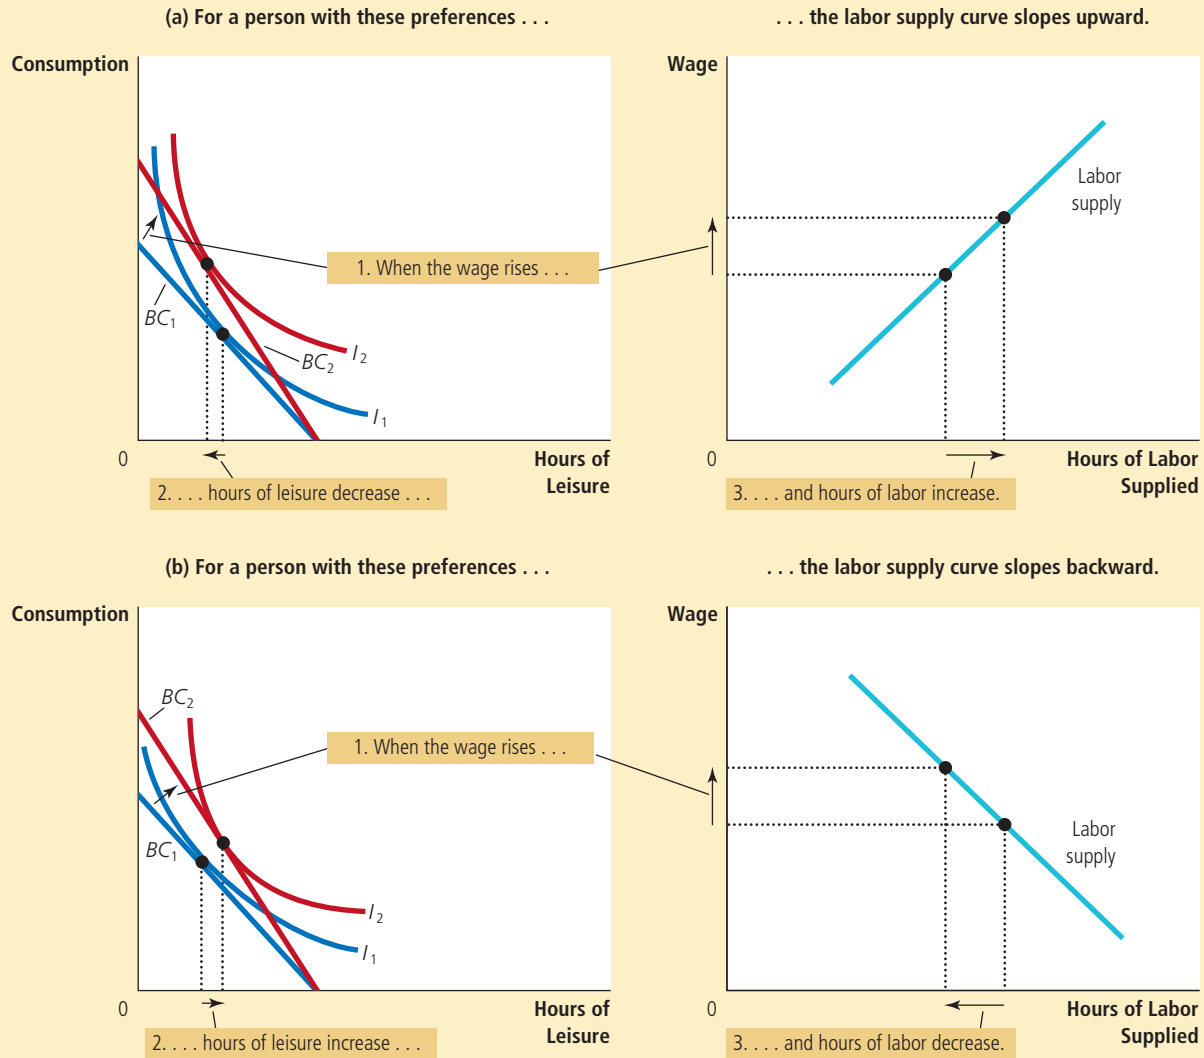 (a) For a person with these preferences . . .
. . . the labor supply curve slopes upward.
Consumption
Wage
Labor
supply
1. When the wage rises . . .
BC1
BC2
I2
I1
0
Hours of
Leisure
0
Hours of Labor
Supplied
2. . . . hours of leisure decrease . . .
3. . . . and hours of labor increase.
(b) For a person with these preferences . . .
. . . the labor supply curve slopes backward.
Consumption
Wage
BC2
1. When the wage rises . . .
BC1
Labor
supply
I2
I1
0
Hours of
Leisure
0
Hours of Labor
Supplied
2. . . . hours of leisure increase . . .
3. . . . and hours of labor decrease.